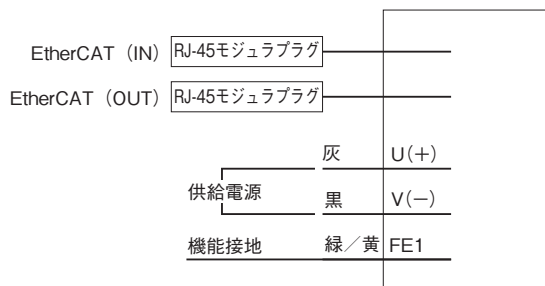 EtherCAT（IN） RJ-45モジュラプラグ
EtherCAT（OUT） RJ-45モジュラプラグ
灰 U(+)
供給電源
黒 V(−)
機能接地 緑／黄 FE1